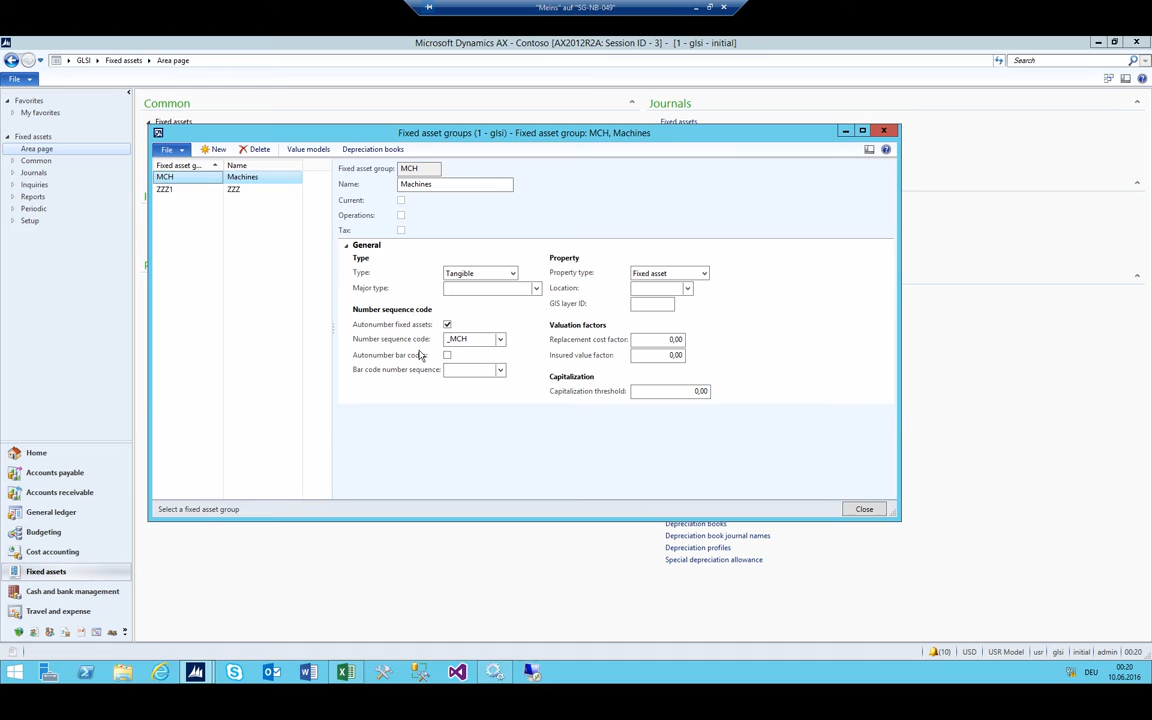 "Meins" auf "SG-NB-049"
Microsoft Dynamics AX - Contoso [AX2012R2A: Session ID - 3] - [1 - glsi - initial]
GLSI Fixed assets Area page
Search
File
Favorites
My favorites
Fixed assets
Area page
Common
Journals
Inquiries
Reports
Periodic
Setup
Home
Accounts payable
Accounts receivable
General ledger
Budgeting
Cost accounting
Fixed assets
Cash and bank management
Travel and expense
Common
Fixed assets
Journals
Fixed assets
Fixed asset groups (1 - glsi) - Fixed asset group: MCH, Machines
File New Delete Value models Depreciation books
Fixed asset g... Name
MCH Machines
ZZZ1 ZZZ
Fixed asset group: MCH
Name: Machines
Current:
Operations:
Tax:
General
Type
Type: Tangible
Major type:
Number sequence code
Autonumber fixed assets:
Number sequence code: _MCH
Autonumber bar code:
Bar code number sequence:
Property
Property type: Fixed asset
Location:
GIS layer ID:
Valuation factors
Replacement cost factor: 0,00
Insured value factor: 0,00
Capitalization
Capitalization threshold: 0,00
Select a fixed asset group
Close
Depreciation books
Depreciation book journal names
Depreciation profiles
Special depreciation allowance
(10) USD USR Model usr glsi initial admin 00:20
DEU
00:20
10.06.2016